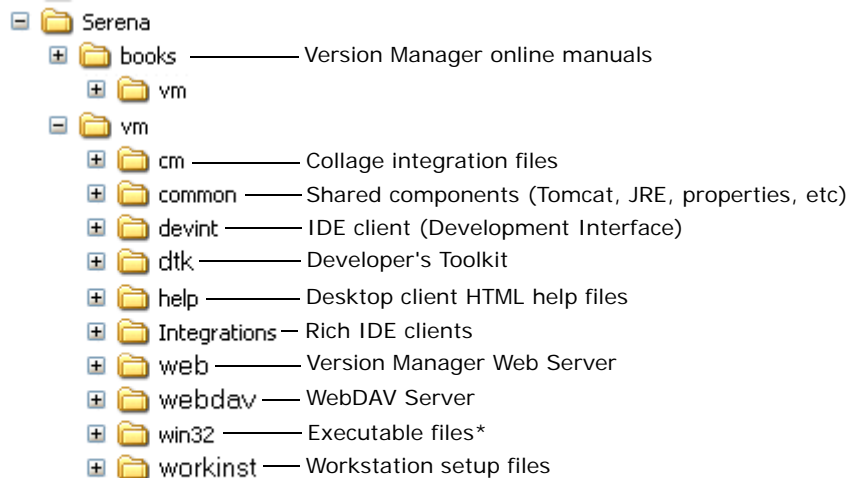 Serena
books Version Manager online manuals
vm
vm
cm Collage integration files
common Shared components (Tomcat, JRE, properties, etc)
devint IDE client (Development Interface)
dtk Developer's Toolkit
help Desktop client HTML help files
Integrations Rich IDE clients
web Version Manager Web Server
webdav WebDAV Server
win32 Executable files*
workinst Workstation setup files